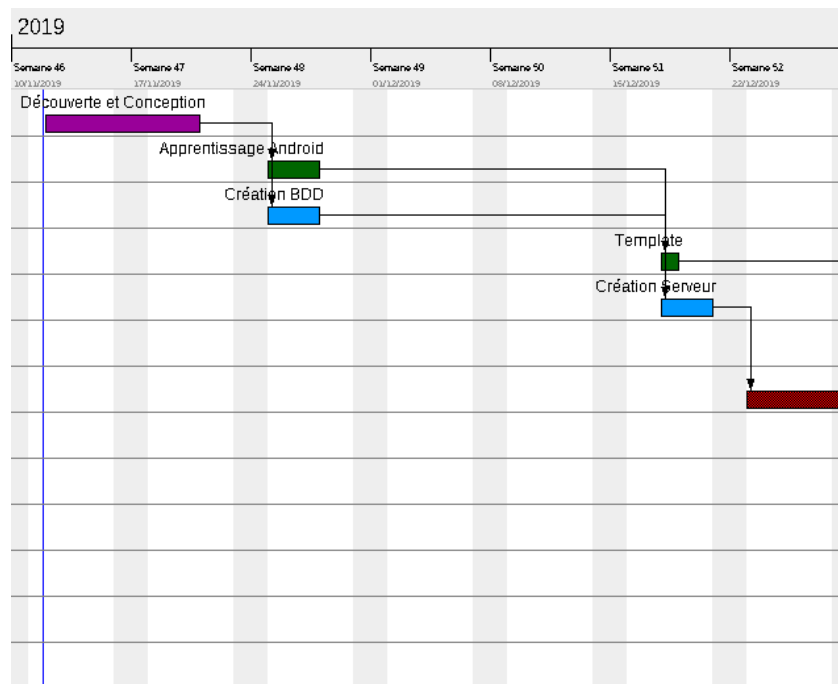 2019
Semaine 46 Semaine 47 Semaine 48 Semaine 49 Semaine 50 Semaine 51 Semaine 52
10/11/2019 17/11/2019 24/11/2019 01/12/2019 08/12/2019 15/12/2019 22/12/2019
Découverte et Conception
Apprentissage Android
Création BDD
Template
Création Serveur